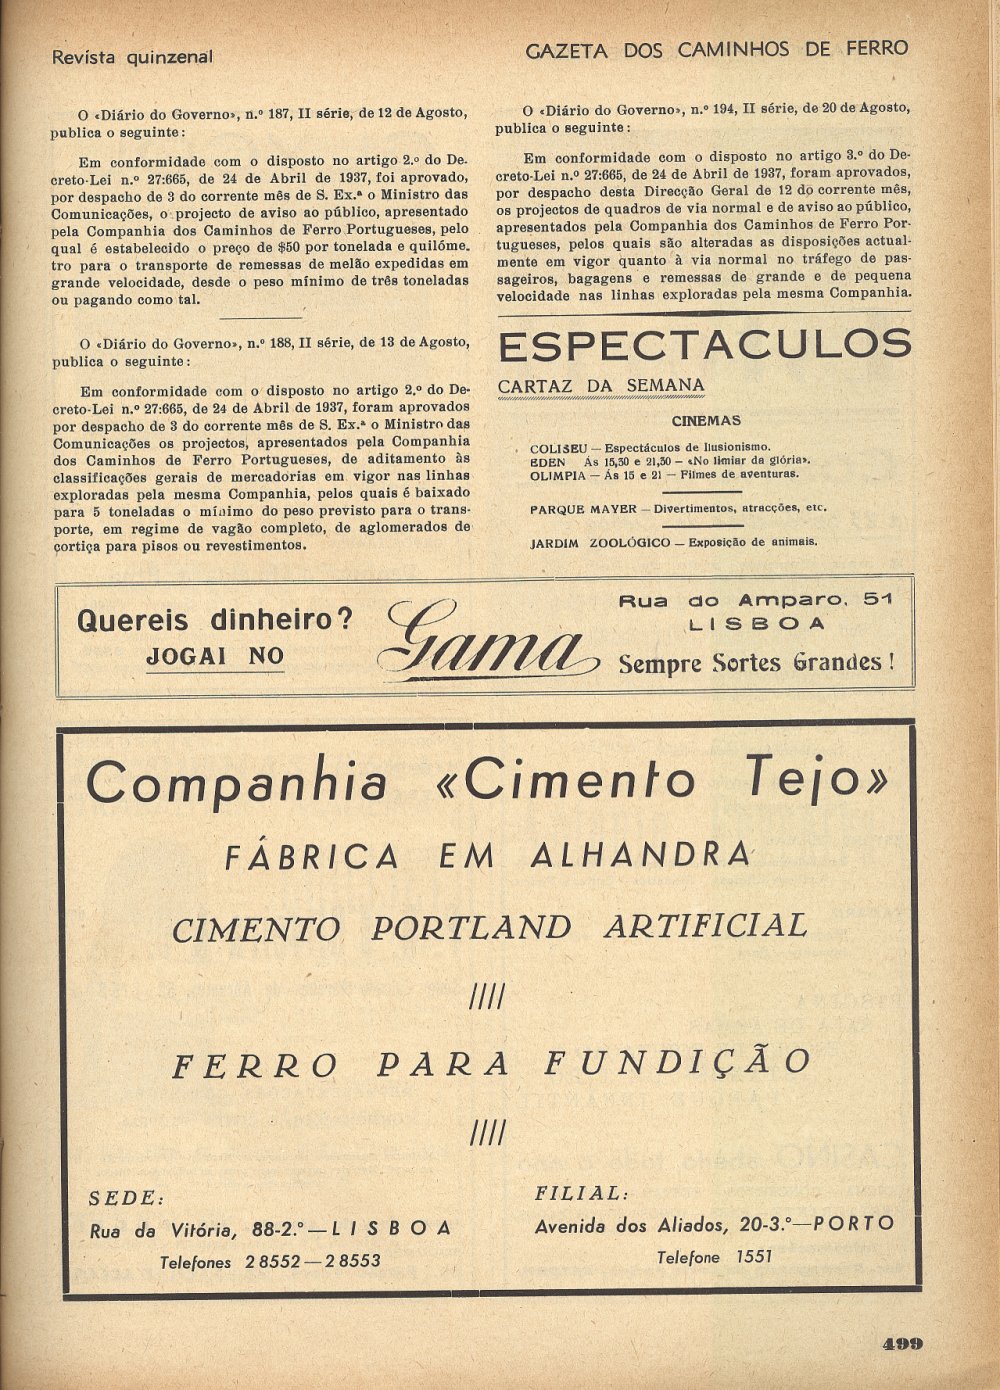 Revista quinzenal
GAZETA DOS CAMINHOS DE FERRO
O «Diário do Governo», n.º 187, II série, de 12 de Agosto,
publica o seguinte:
Em conformidade com o disposto no artigo 2.º do De-
creto-Lei n.º 27:665, de 24 de Abril de 1937, foi aprovado,
por despacho de 3 do corrente mês de S. Ex.ª o Ministro das
Comunicações, o projecto de aviso ao público, apresentado
pela Companhia dos Caminhos de Ferro Portugueses, pelo
qual é estabelecido o preço de $50 por tonelada e quilóme.
tro para o transporte de remessas de melão expedidas em
grande velocidade, desde o peso mínimo de três toneladas
ou pagando como tal.
O «Diário do Governo», n.º 188, II série, de 13 de Agosto,
publica o seguinte:
Em conformidade com o disposto no artigo 2.º do De-
creto-Lei n.º 27:665, de 24 de Abril de 1937, foram aprovados
por despacho de 3 do corrente mês de S. Ex.ª o Ministro das
Comunicações os projectos, apresentados pela Companhia
dos Caminhos de Ferro Portugueses, de aditamento às
classificações gerais de mercadorias em vigor nas linhas
exploradas pela mesma Companhia, pelos quais é baixado
para 5 toneladas o mínimo do peso previsto para o trans-
porte, em regime de vagão completo, de aglomerados de
cortiça para pisos ou revestimentos.
O «Diário do Governo», n.º 194, II série, de 20 de Agosto,
publica o seguinte:
Em conformidade com o disposto no artigo 3.º do De-
creto-Lei n.º 27:665, de 24 de Abril de 1937, foram aprovados,
por despacho desta Direcção Geral de 12 do corrente mês,
os projectos de quadros de via normal e de aviso ao público,
apresentados pela Companhia dos Caminhos de Ferro Por-
tugueses, pelos quais são alteradas as disposições actual-
mente em vigor quanto à via normal no tráfego de pas-
sageiros, bagagens e remessas de grande e de pequena
velocidade nas linhas exploradas pela mesma Companhia.
ESPECTACULOS
CARTAZ DA SEMANA
CINEMAS
COLISEU — Espectáculos de Ilusionismo.
EDEN Ás 15,30 e 21,30 — «No limiar da glória».
OLIMPIA — Ás 15 e 21 — Filmes de aventuras.
PARQUE MAYER — Divertimentos, atracções, etc.
JARDIM ZOOLÓGICO — Exposição de animais.
Quereis dinheiro?
JOGAI NO
Gama
Rua do Amparo, 51
LISBOA
Sempre Sortes Grandes!
Companhia «Cimento Tejo»
FÁBRICA EM ALHANDRA
CIMENTO PORTLAND ARTIFICIAL
////
FERRO PARA FUNDIÇÃO
////
SEDE:
Rua da Vitória, 88-2.º — LISBOA
Telefones 2 8552 — 2 8553
FILIAL:
Avenida dos Aliados, 20-3.º — PORTO
Telefone 1551
499